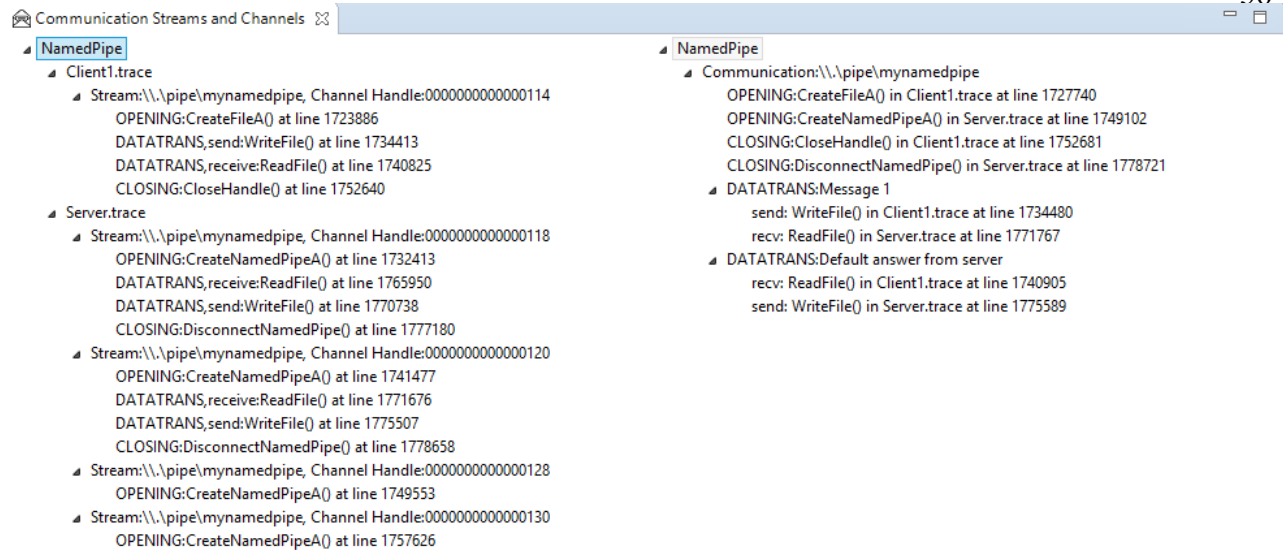 Communication Streams and Channels
NamedPipe
Client1.trace
Stream:\\.\pipe\mynamedpipe, Channel Handle:0000000000000114
OPENING:CreateFileA() at line 1723886
DATATRANS,send:WriteFile() at line 1734413
DATATRANS,receive:ReadFile() at line 1740825
CLOSING:CloseHandle() at line 1752640
Server.trace
Stream:\\.\pipe\mynamedpipe, Channel Handle:0000000000000118
OPENING:CreateNamedPipeA() at line 1732413
DATATRANS,receive:ReadFile() at line 1765950
DATATRANS,send:WriteFile() at line 1770738
CLOSING:DisconnectNamedPipe() at line 1777180
Stream:\\.\pipe\mynamedpipe, Channel Handle:0000000000000120
OPENING:CreateNamedPipeA() at line 1741477
DATATRANS,receive:ReadFile() at line 1771676
DATATRANS,send:WriteFile() at line 1775507
CLOSING:DisconnectNamedPipe() at line 1778658
Stream:\\.\pipe\mynamedpipe, Channel Handle:0000000000000128
OPENING:CreateNamedPipeA() at line 1749553
Stream:\\.\pipe\mynamedpipe, Channel Handle:0000000000000130
OPENING:CreateNamedPipeA() at line 1757626
NamedPipe
Communication:\\.\pipe\mynamedpipe
OPENING:CreateFileA() in Client1.trace at line 1727740
OPENING:CreateNamedPipeA() in Server.trace at line 1749102
CLOSING:CloseHandle() in Client1.trace at line 1752681
CLOSING:DisconnectNamedPipe() in Server.trace at line 1778721
DATATRANS:Message 1
send: WriteFile() in Client1.trace at line 1734480
recv: ReadFile() in Server.trace at line 1771767
DATATRANS:Default answer from server
recv: ReadFile() in Client1.trace at line 1740905
send: WriteFile() in Server.trace at line 1775589